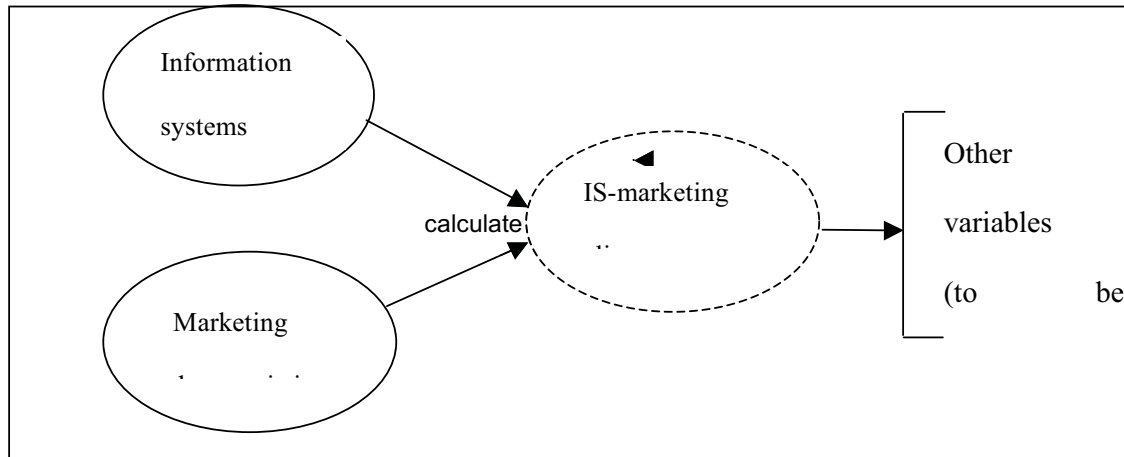 Information
systems
calculate
IS-marketing
Marketing
Other
variables
(to be